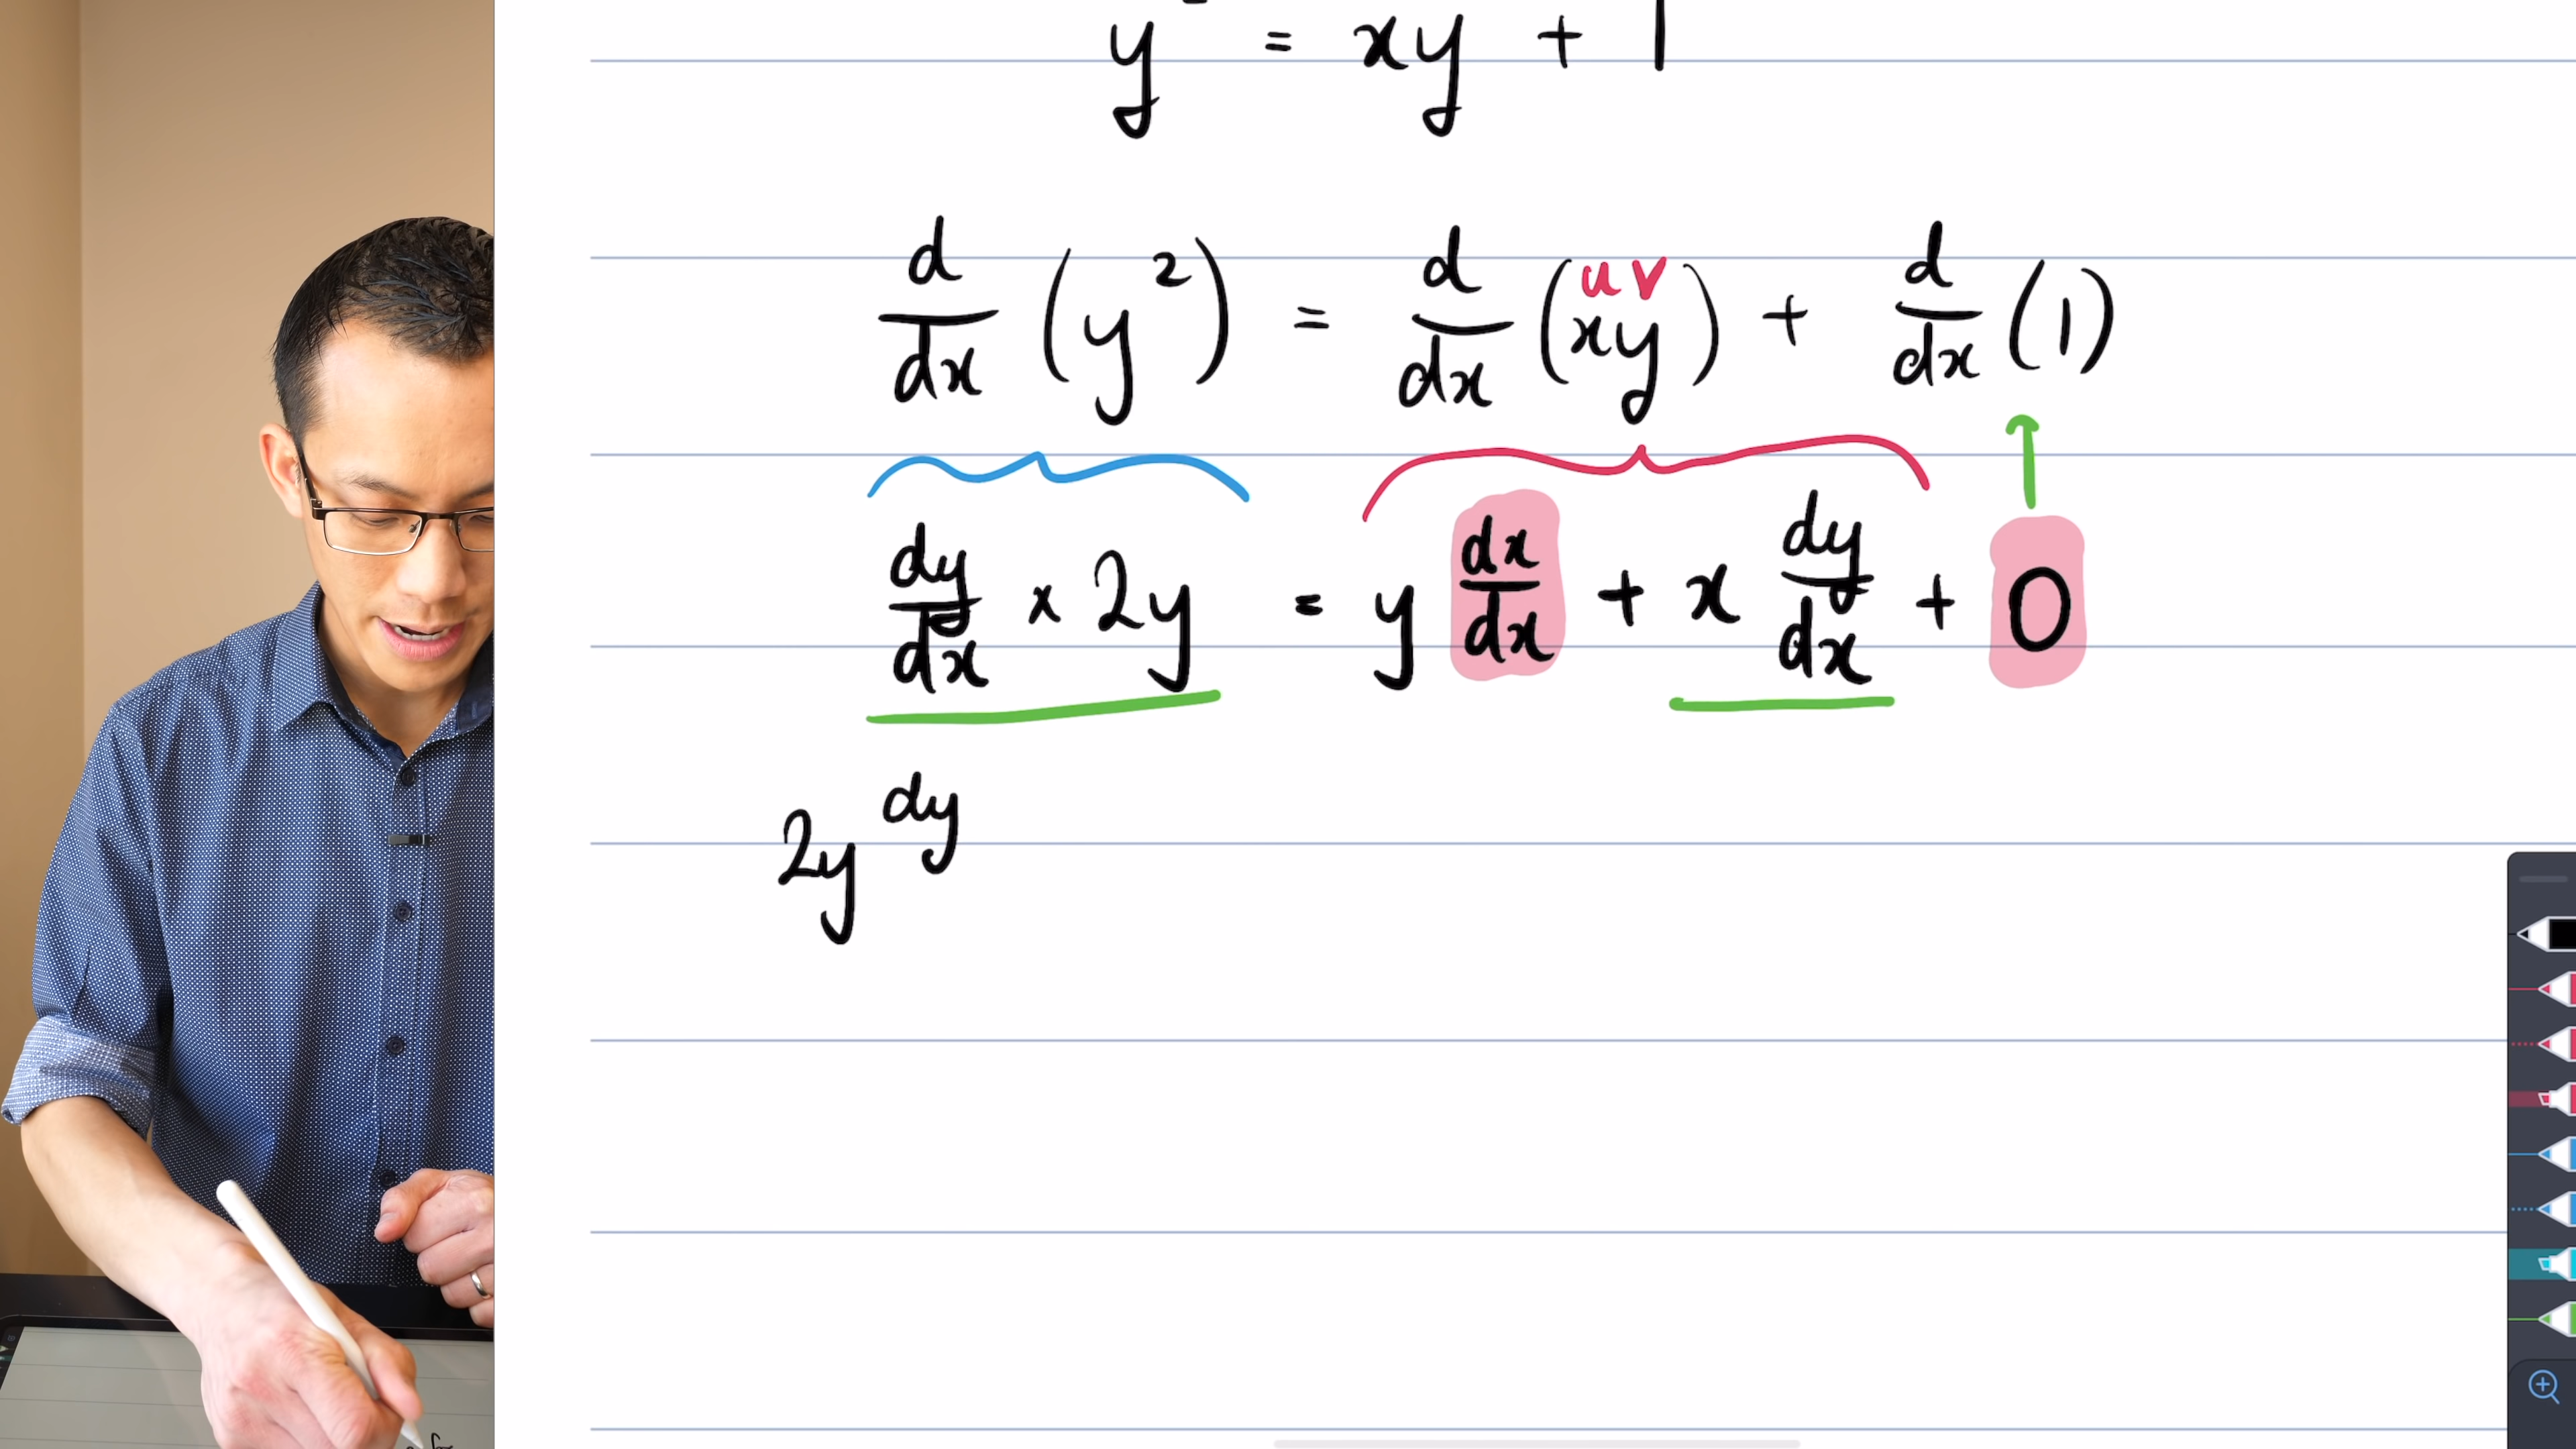 y² = xy + 1
d/dx (y²) = d/dx (xy) + d/dx (1)
u v
dy/dx × 2y = y dx/dx + x dy/dx + 0
2y dy